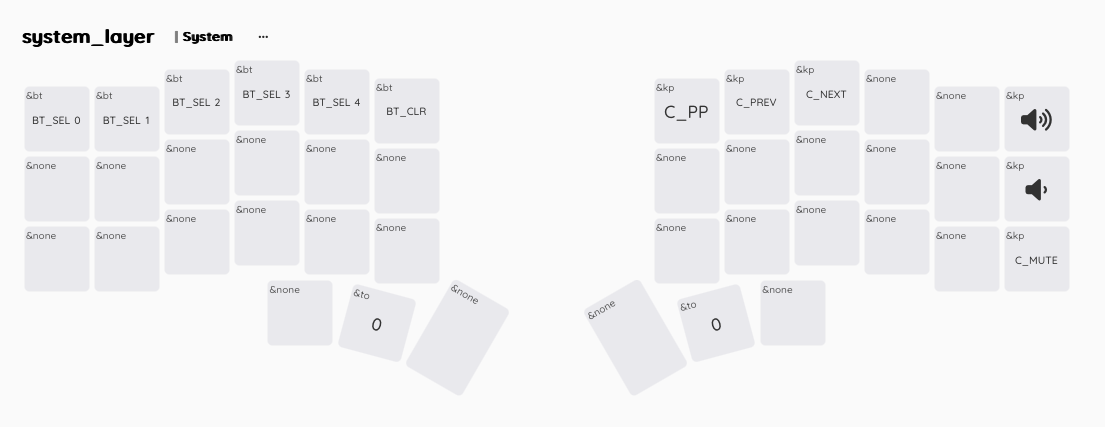 system_layer | System ...
&bt BT_SEL 0
&bt BT_SEL 1
&bt BT_SEL 2
&bt BT_SEL 3
&bt BT_SEL 4
&bt BT_CLR
&kp C_PP
&kp C_PREV
&kp C_NEXT
&none
&none
&kp
&none
&none
&none
&none
&none
&none
&none
&none
&none
&none
&none
&kp
&none
&none
&none
&none
&none
&none
&none
&none
&none
&none
&none
&kp C_MUTE
&none
&to 0
&none
&none
&to 0
&none